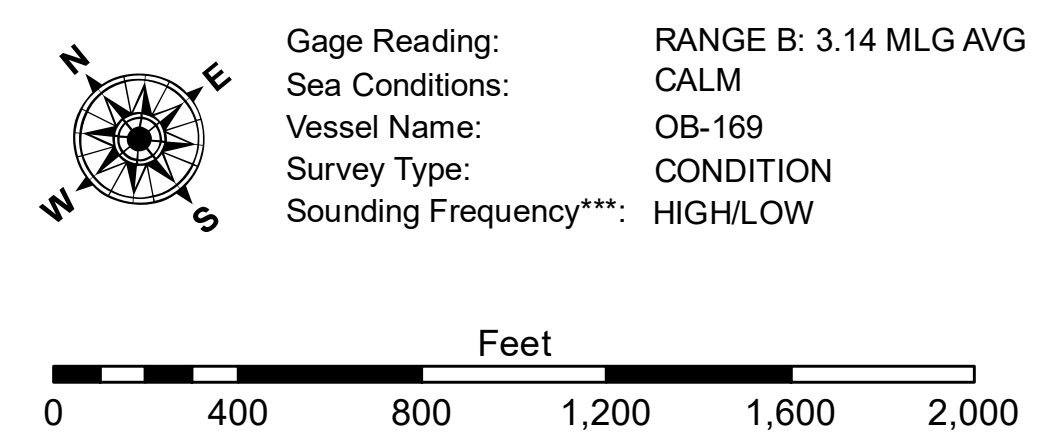 N
E
W
S
Gage Reading: RANGE B: 3.14 MLG AVG
Sea Conditions: CALM
Vessel Name: OB-169
Survey Type: CONDITION
Sounding Frequency***: HIGH/LOW
Feet
0 400 800 1,200 1,600 2,000